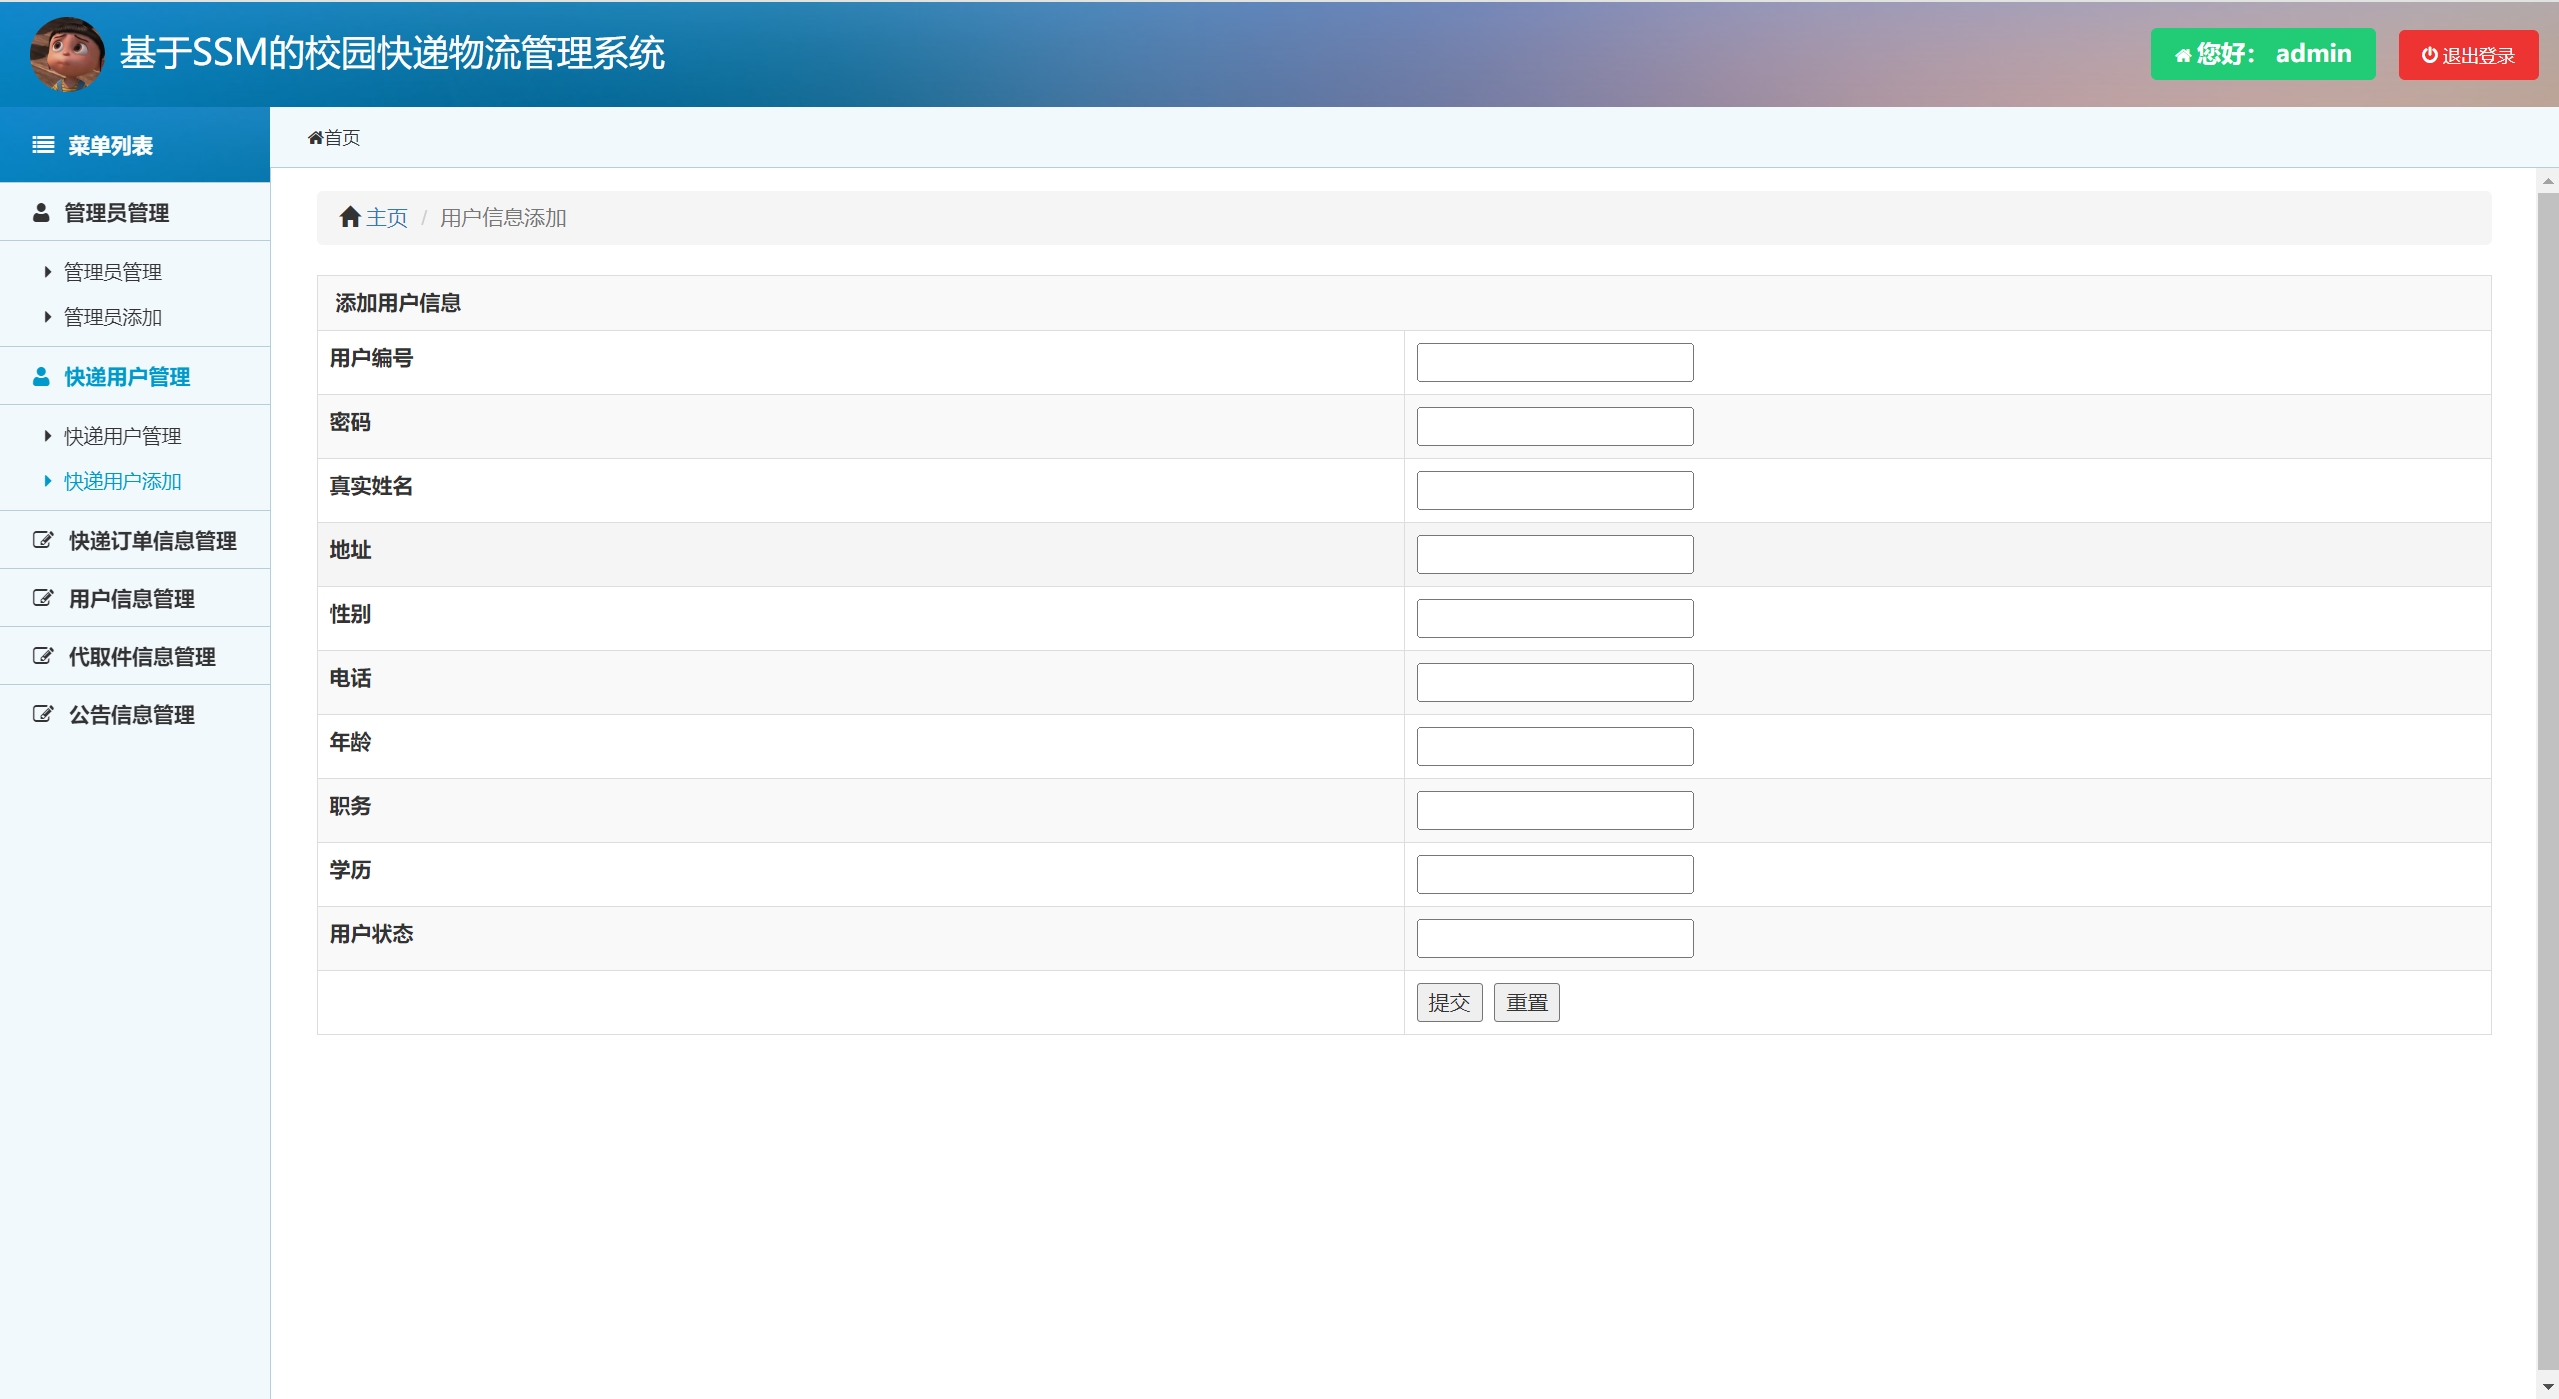 基于SSM的校园快递物流管理系统
您好： admin
退出登录
菜单列表
首页
管理员管理
管理员管理
管理员添加
快递用户管理
快递用户管理
快递用户添加
快递订单信息管理
用户信息管理
代取件信息管理
公告信息管理
主页 / 用户信息添加
添加用户信息
用户编号
密码
真实姓名
地址
性别
电话
年龄
职务
学历
用户状态
提交 重置